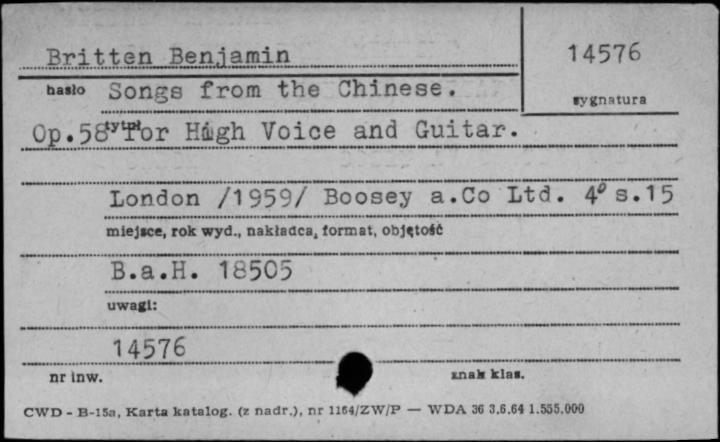 Britten Benjamin
14576
hasło Songs from the Chinese.
sygnatura
Op.58 tytuł for High Voice and Guitar.
London /1959/ Boosey a.Co Ltd. 4° s.15
miejsce, rok wyd., nakładca, format, objętość
B.a.H. 18505
uwagi:
14576
nr inw.
znak klas.
CWD - B-15a, Karta katalog. (z nadr.), nr 1164/ZW/P — WDA 36 3.6.64 1.555.000